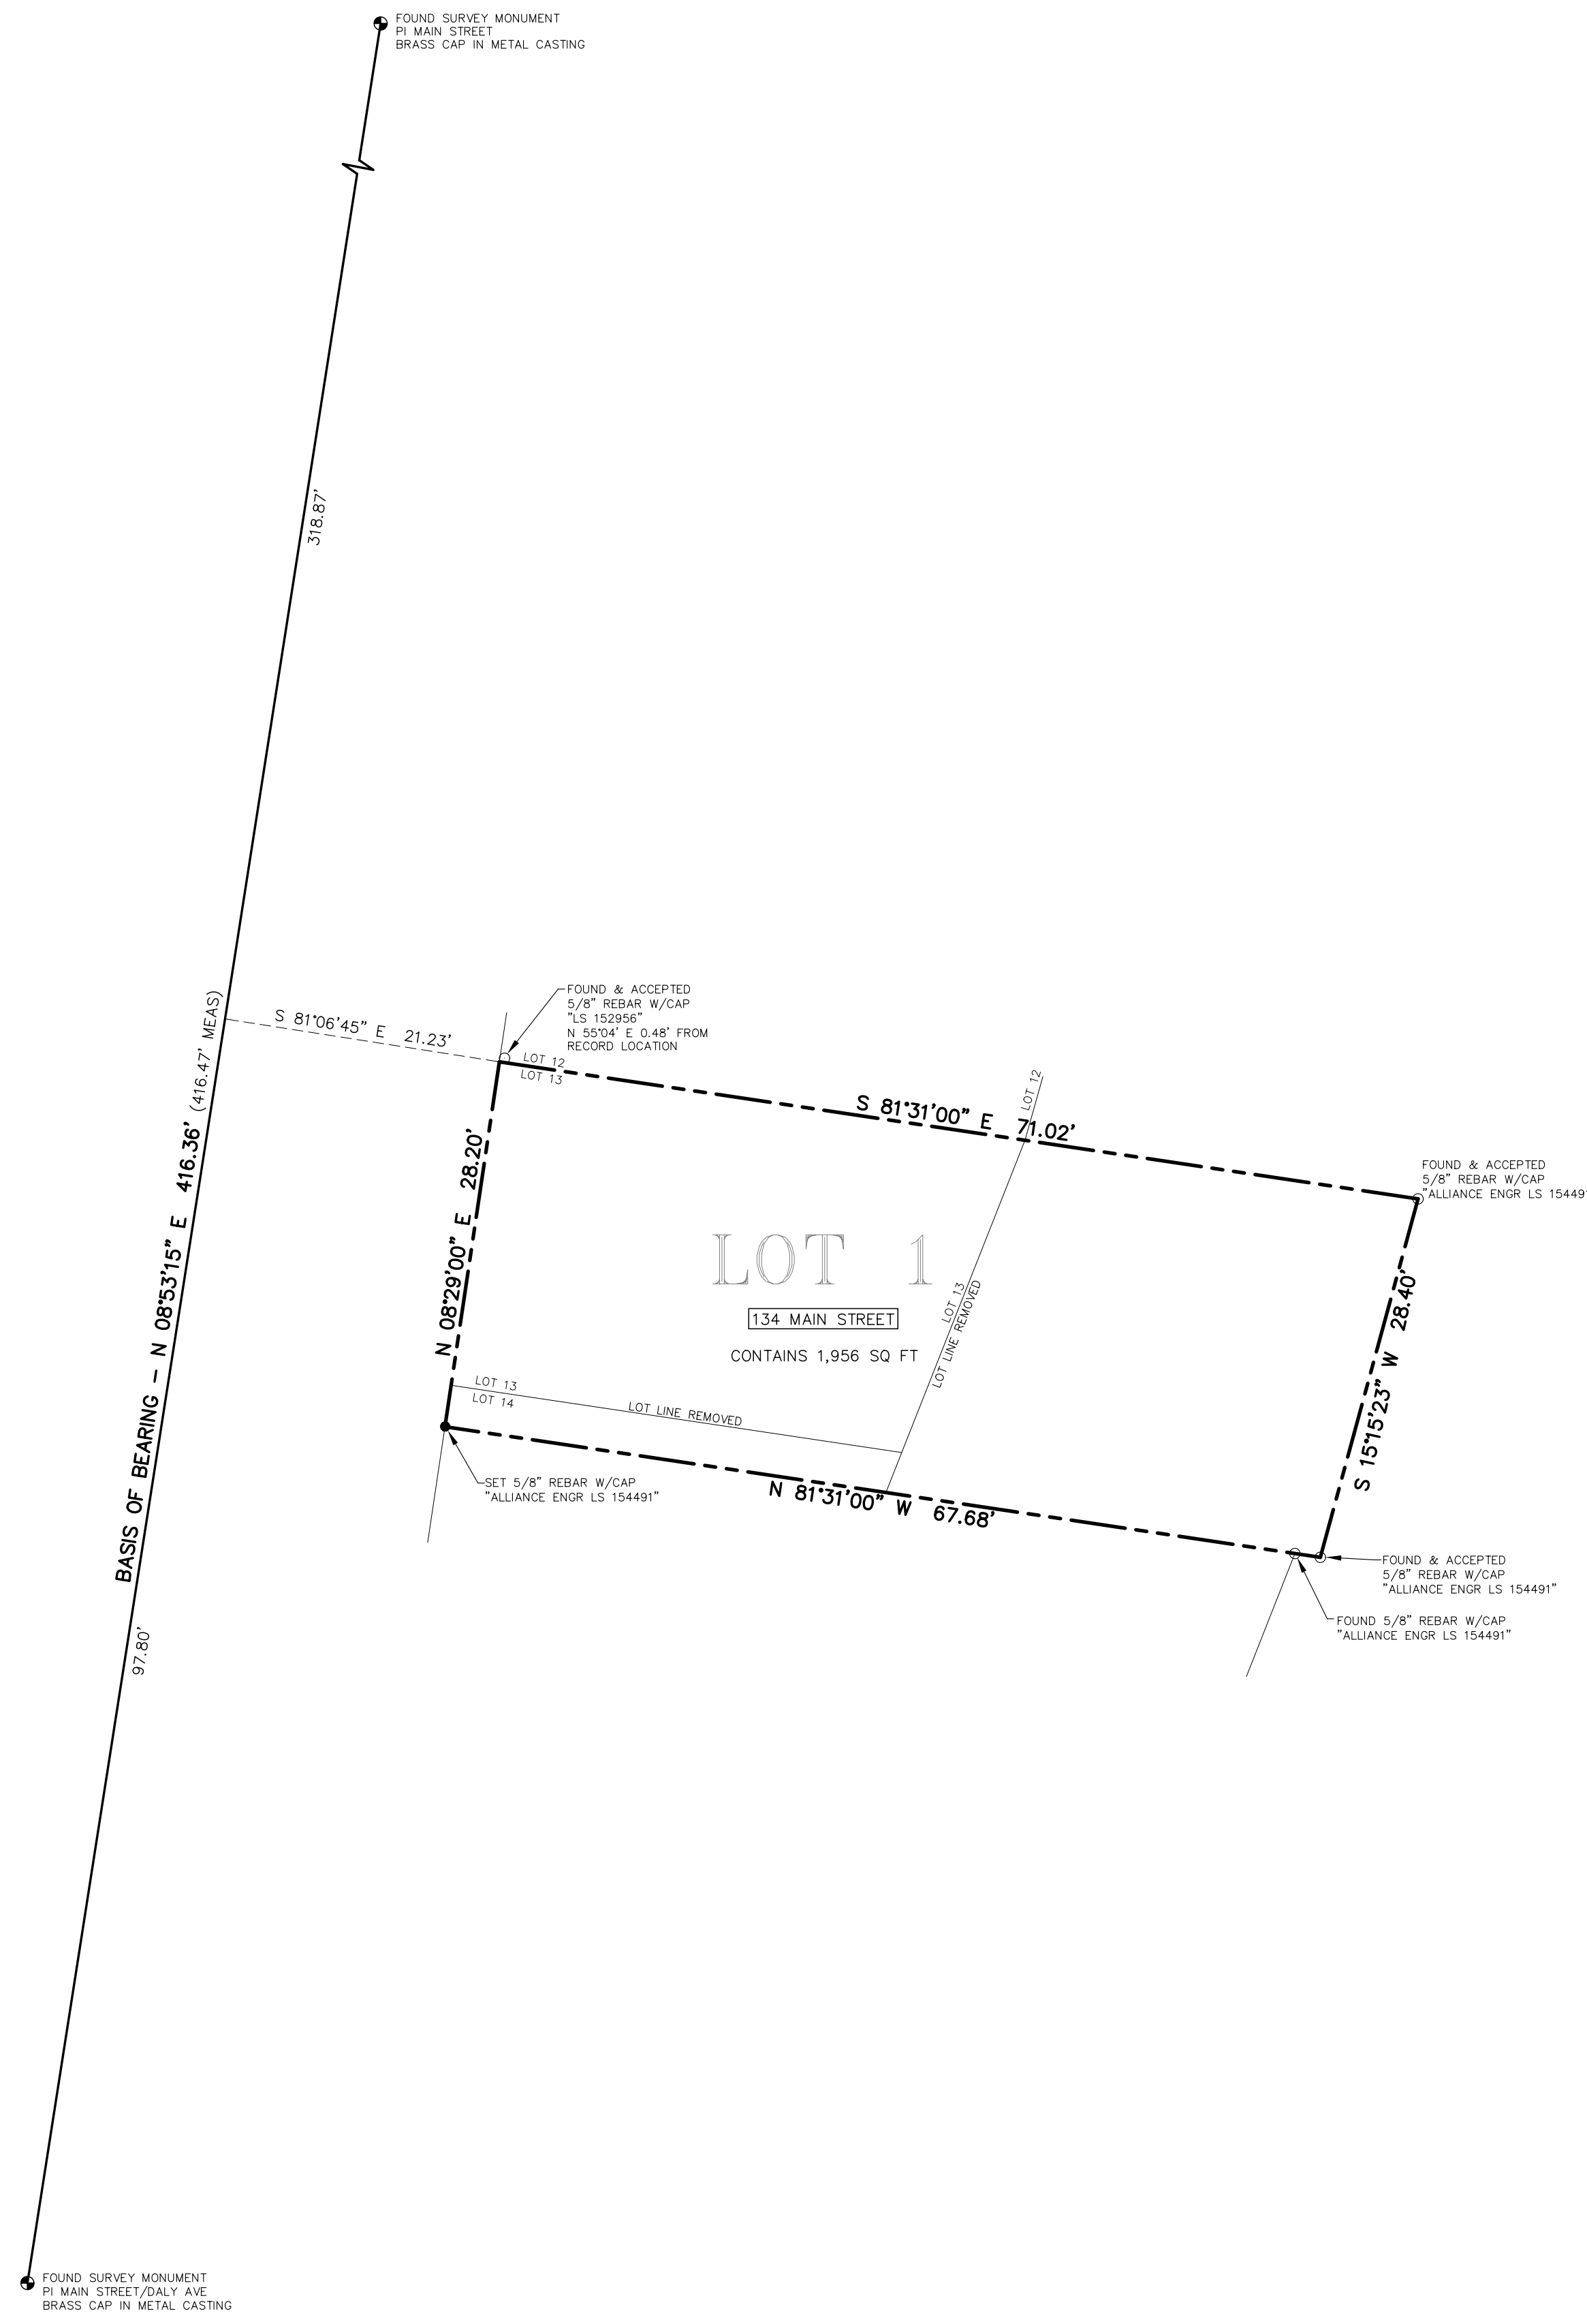 FOUND SURVEY MONUMENT
PI MAIN STREET
BRASS CAP IN METAL CASTING
318.87'
BASIS OF BEARING – N 08°53'15" E 416.36' (416.47' MEAS)
97.80'
S 81°06'45" E 21.23'
FOUND & ACCEPTED
5/8" REBAR W/CAP
"LS 152956"
N 55°04' E 0.48' FROM
RECORD LOCATION
LOT 12
LOT 13
LOT 12
S 81°31'00" E 71.02'
FOUND & ACCEPTED
5/8" REBAR W/CAP
"ALLIANCE ENGR LS 15449
N 08°29'00" E 28.20'
LOT 1
134 MAIN STREET
CONTAINS 1,956 SQ FT
LOT 13
LOT LINE REMOVED
S 15°15'23" W 28.40'
LOT 13
LOT 14
LOT LINE REMOVED
SET 5/8" REBAR W/CAP
"ALLIANCE ENGR LS 154491"
N 81°31'00" W 67.68'
FOUND & ACCEPTED
5/8" REBAR W/CAP
"ALLIANCE ENGR LS 154491"
FOUND 5/8" REBAR W/CAP
"ALLIANCE ENGR LS 154491"
FOUND SURVEY MONUMENT
PI MAIN STREET/DALY AVE
BRASS CAP IN METAL CASTING